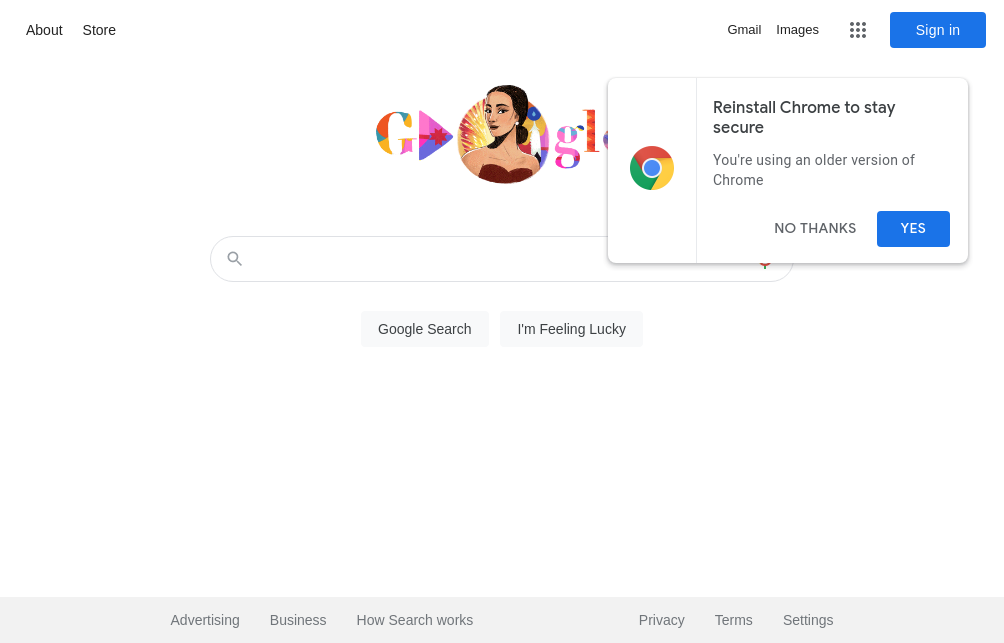 About Store
Gmail Images
Sign in
Reinstall Chrome to stay
secure
You're using an older version of
Chrome
NO THANKS
YES
Google Search
I'm Feeling Lucky
Advertising Business How Search works
Privacy Terms Settings